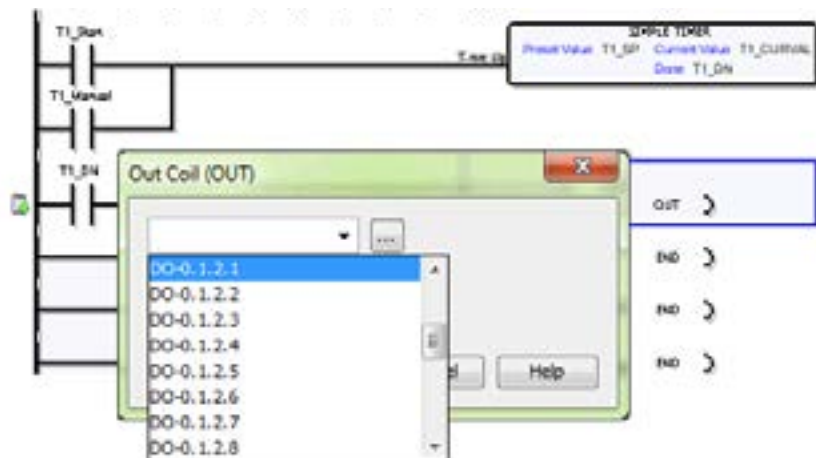 T1_Start
SIMPLE TIMER
Preset Value T1_SP Current Value T1_CURVAL
Done T1_DN
T1_Manual
T1_DN
Out Coil (OUT)
...
DO-0.1.2.1
DO-0.1.2.2
DO-0.1.2.3
DO-0.1.2.4
DO-0.1.2.5
DO-0.1.2.6
DO-0.1.2.7
DO-0.1.2.8
Help
OUT
END
END
END